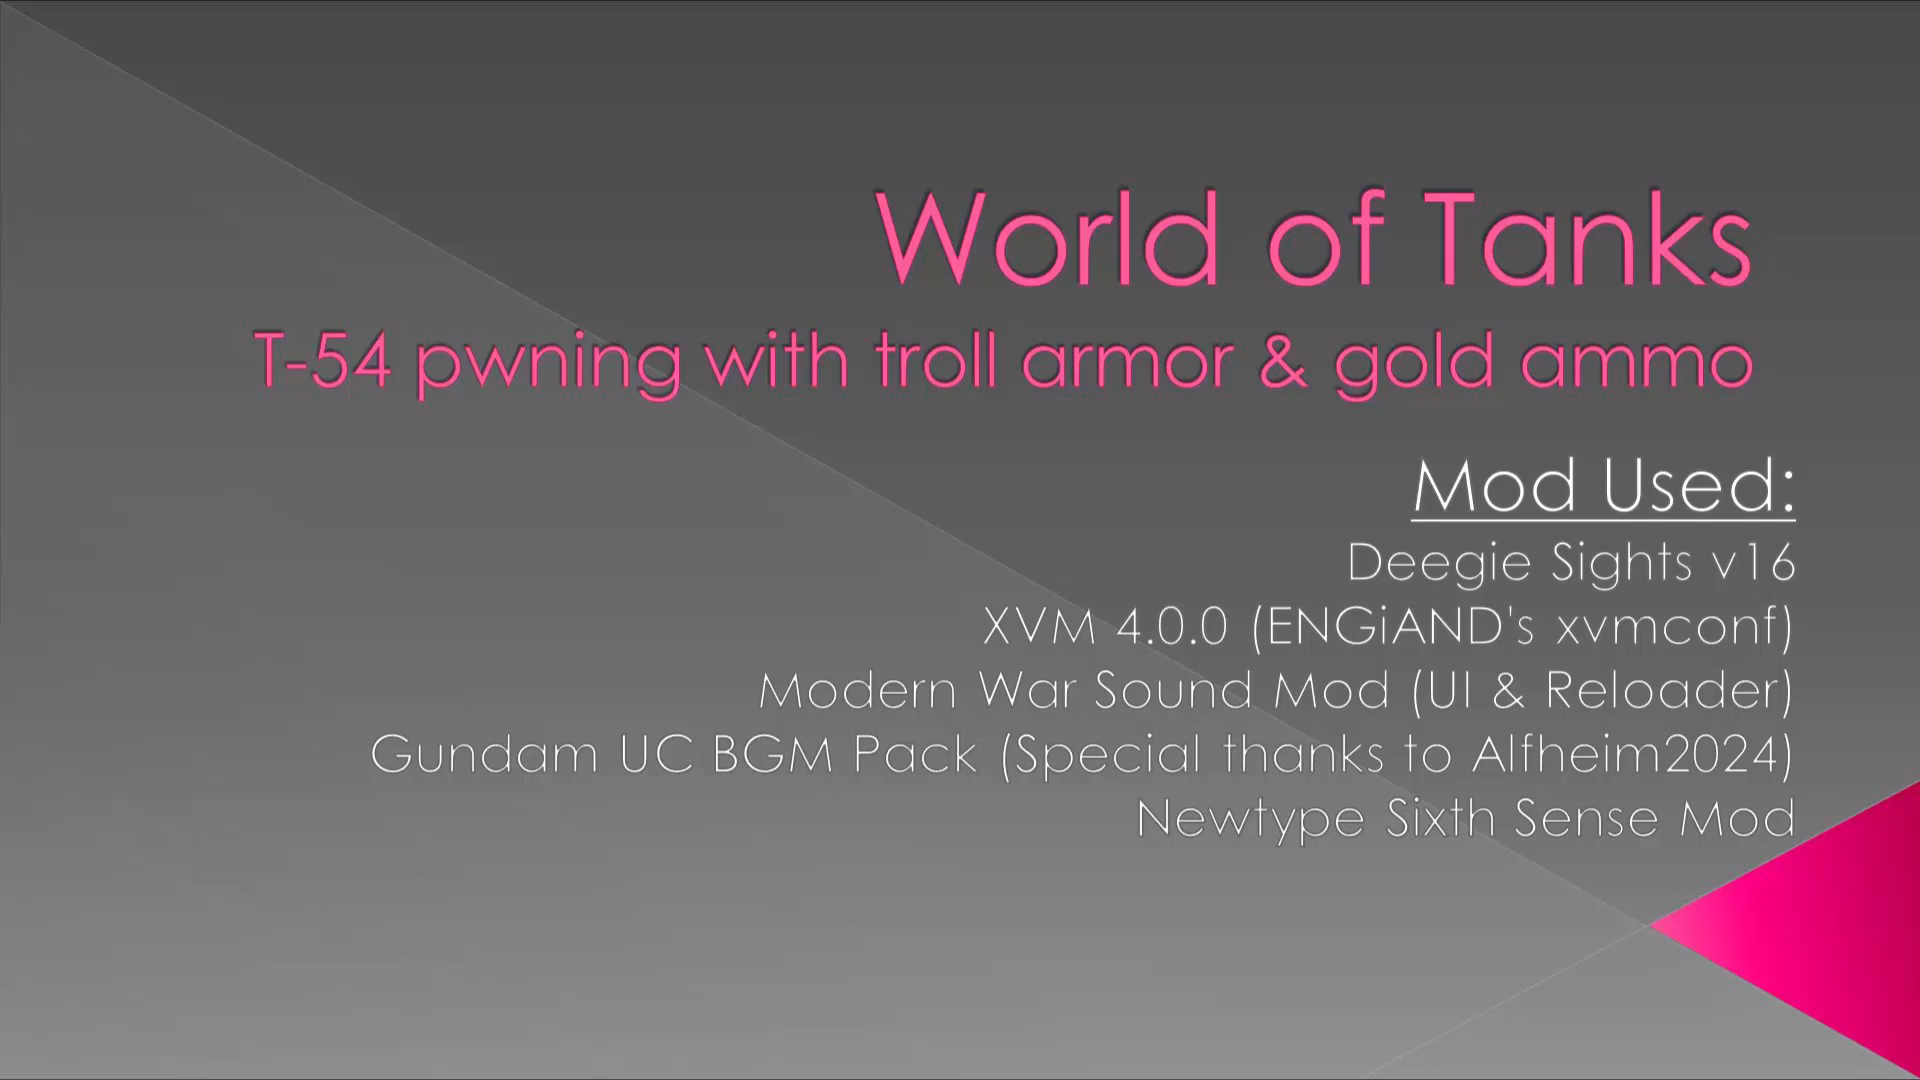 World of Tanks
T-54 pwning with troll armor & gold ammo
Mod Used:
Deegie Sights v16
XVM 4.0.0 (ENGiAND's xvmconf)
Modern War Sound Mod (UI & Reloader)
Gundam UC BGM Pack (Special thanks to Alfheim2024)
Newtype Sixth Sense Mod